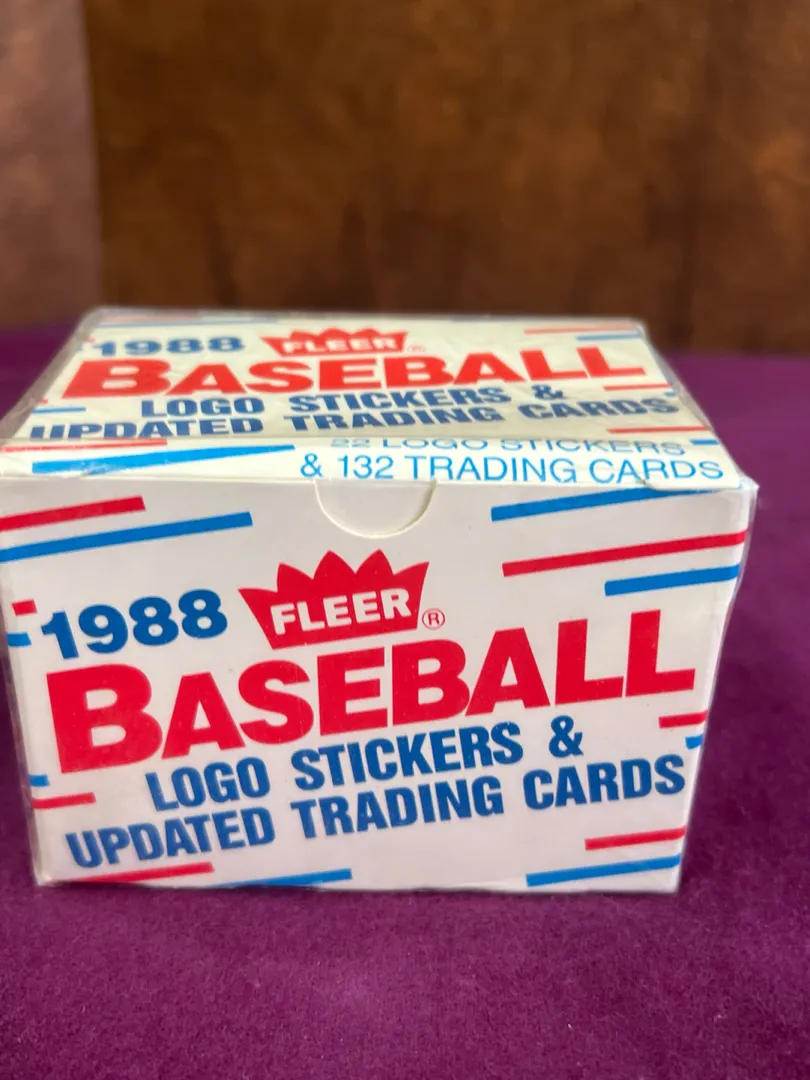 1988 FLEER®
BASEBALL
LOGO STICKERS &
UPDATED TRADING CARDS
22 LOGO STICKERS
& 132 TRADING CARDS
1988 FLEER®
BASEBALL
LOGO STICKERS &
UPDATED TRADING CARDS